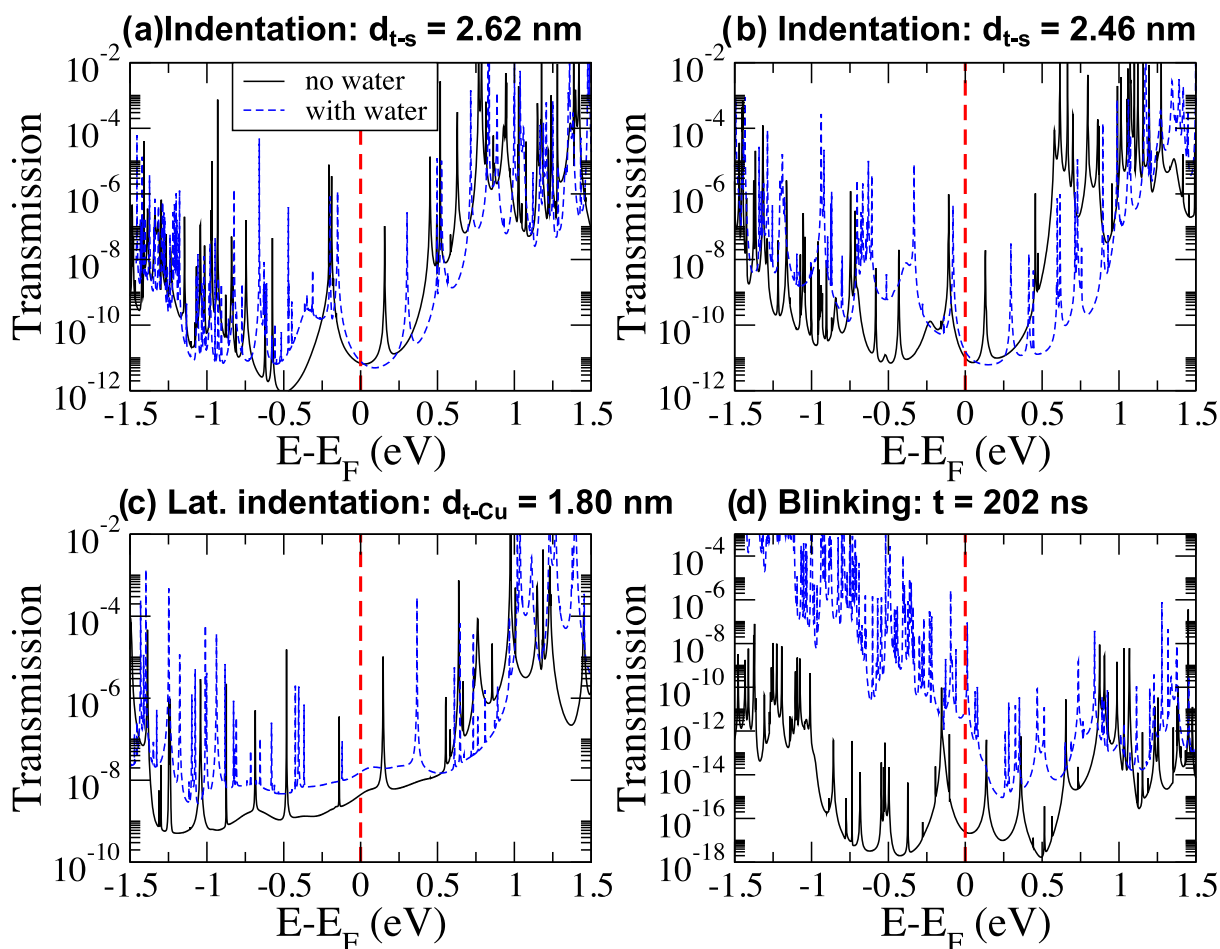 (a)Indentation: dt-s = 2.62 nm
(b) Indentation: dt-s = 2.46 nm
no water
with water
Transmission
10-2
10-4
10-6
10-8
10-10
10-12
-1.5 -1 -0.5 0 0.5 1 1.5
E-EF (eV)
Transmission
10-2
10-4
10-6
10-8
10-10
10-12
-1.5 -1 -0.5 0 0.5 1 1.5
E-EF (eV)
(c) Lat. indentation: dt-Cu = 1.80 nm
(d) Blinking: t = 202 ns
Transmission
10-2
10-4
10-6
10-8
10-10
-1.5 -1 -0.5 0 0.5 1 1.5
E-EF (eV)
Transmission
10-4
10-6
10-8
10-10
10-12
10-14
10-16
10-18
-1.5 -1 -0.5 0 0.5 1 1.5
E-EF (eV)